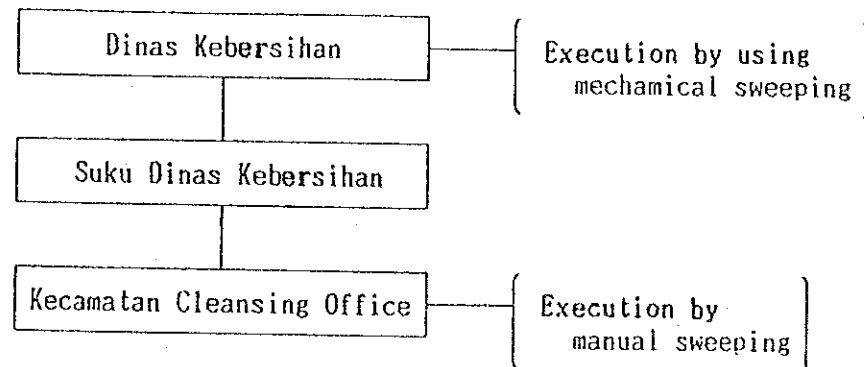 Dinas Kebersihan
Execution by using
mechamical sweeping
Suku Dinas Kebersihan
Kecamatan Cleansing Office
Execution by
manual sweeping